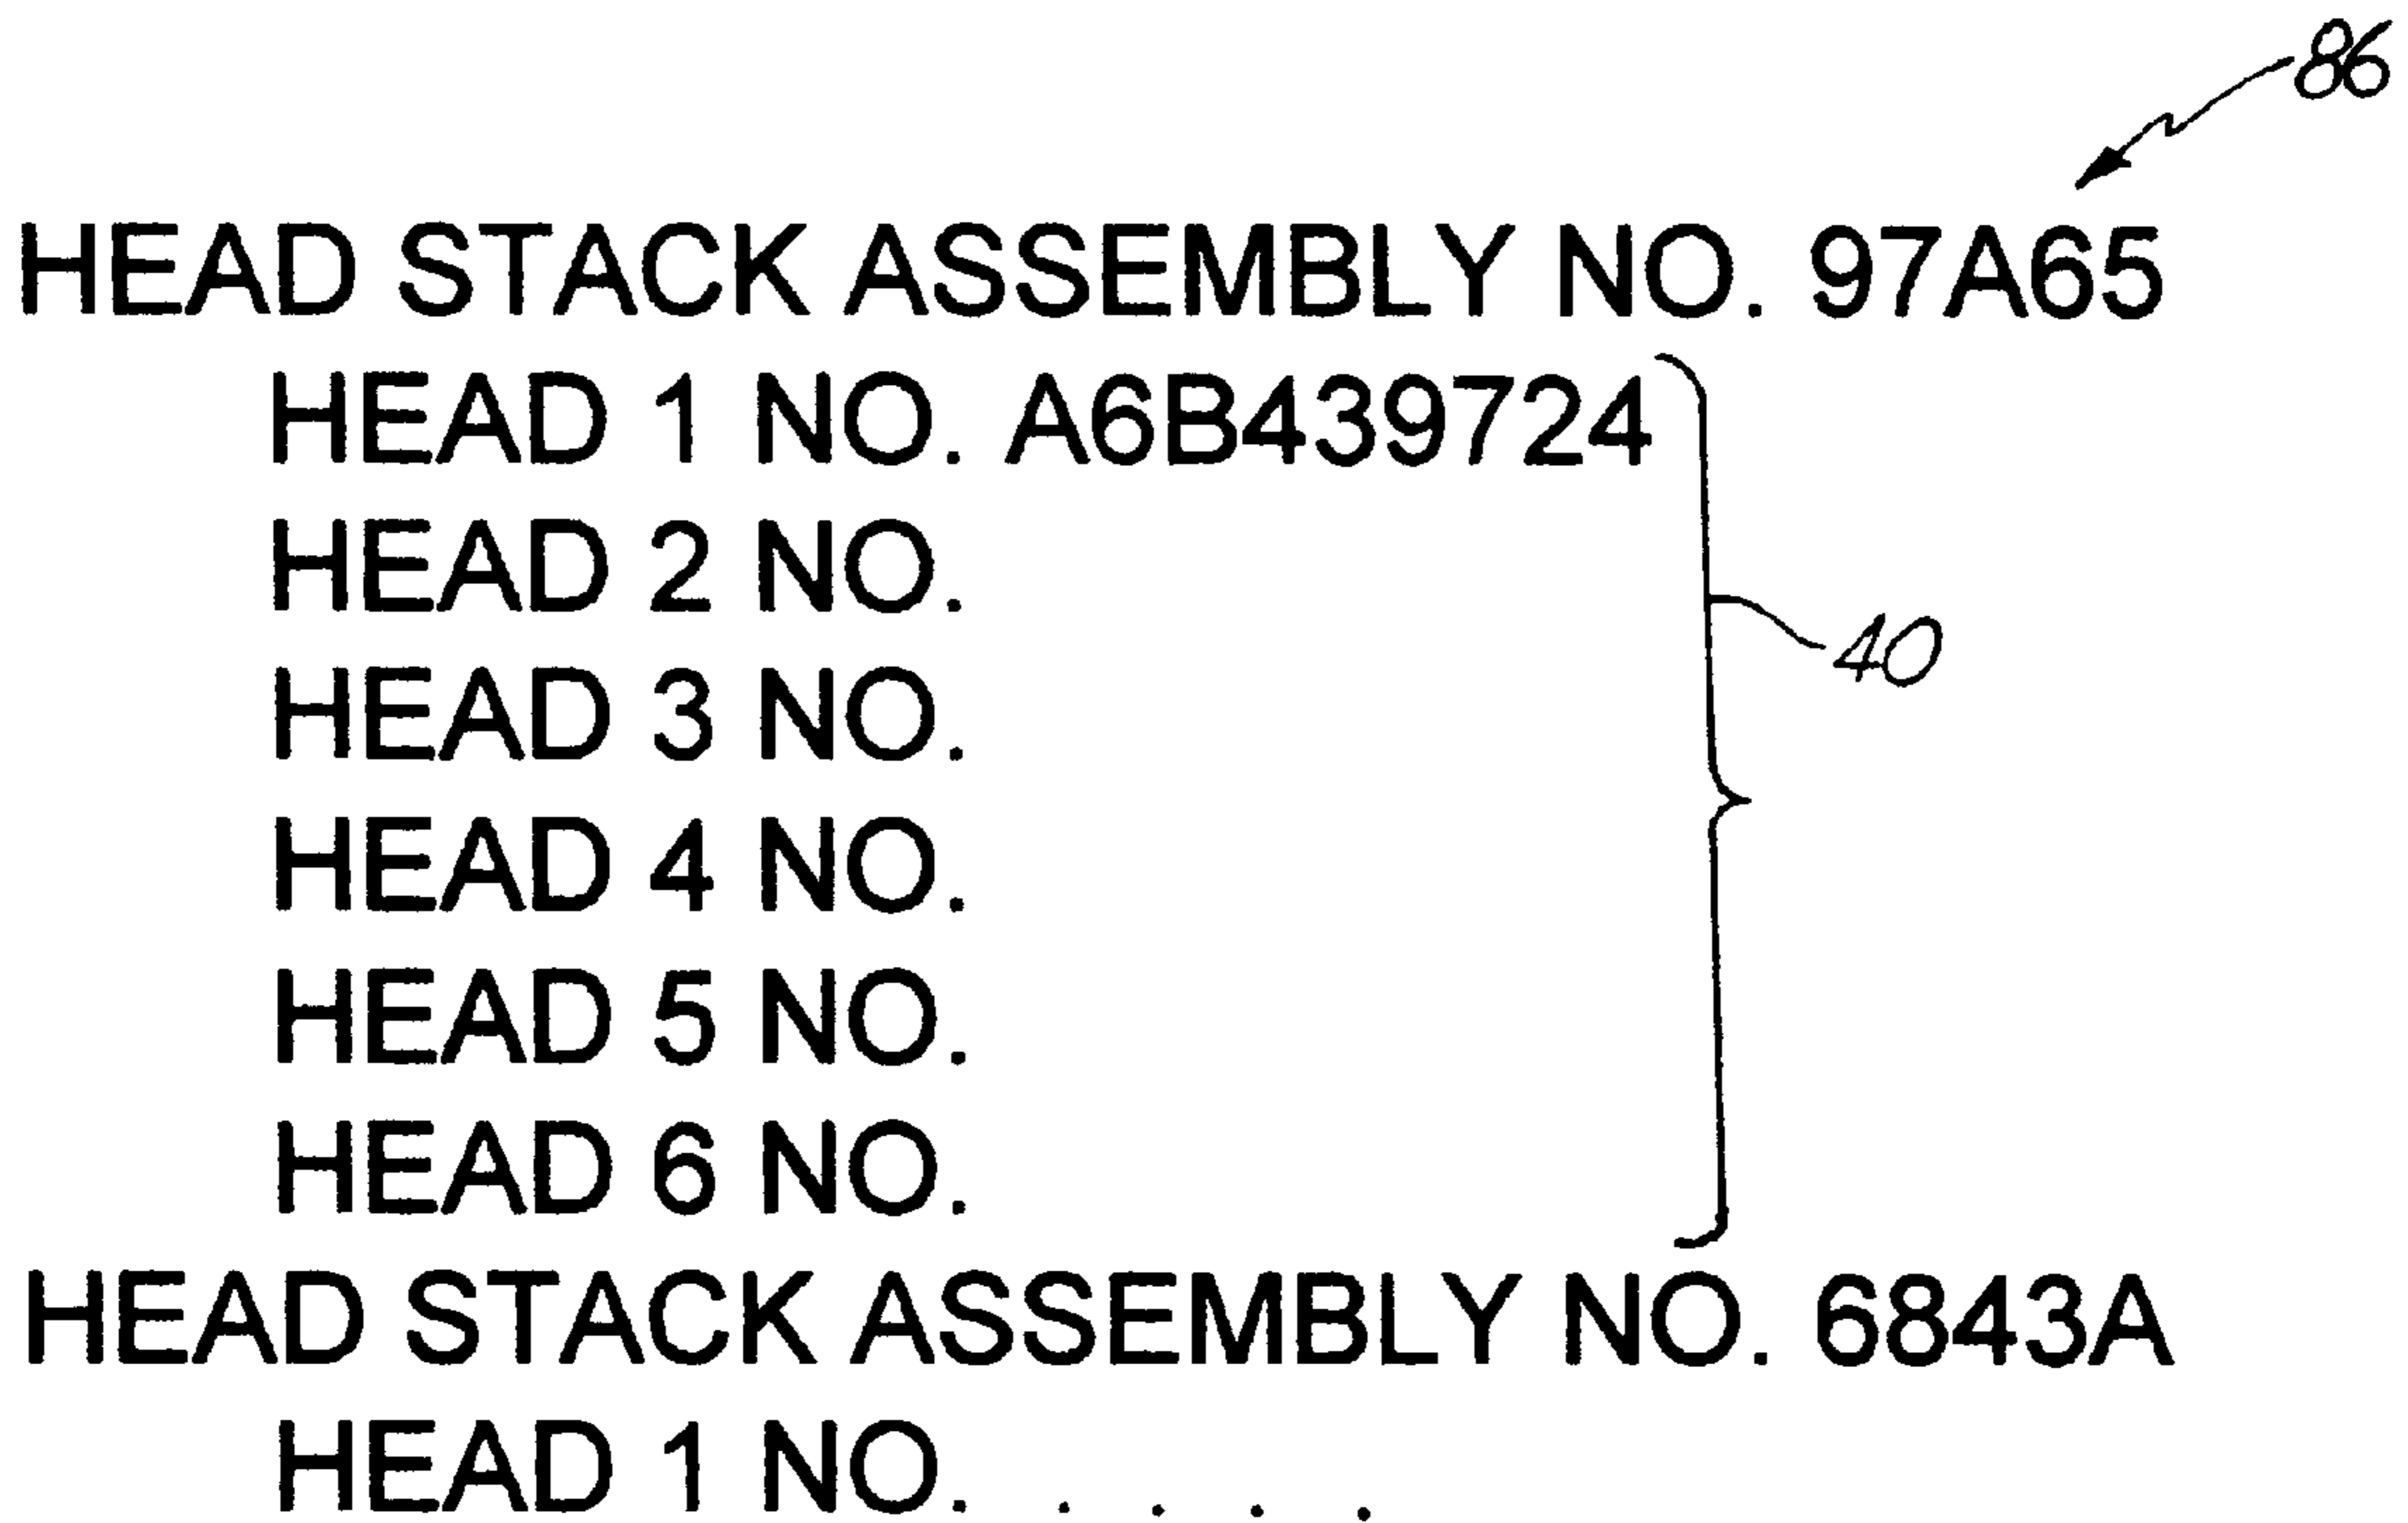 86
HEAD STACK ASSEMBLY NO. 97A65
HEAD 1 NO. A6B439724
HEAD 2 NO.
40
HEAD 3 NO.
HEAD 4 NO.
HEAD 5 NO.
HEAD 6 NO.
HEAD STACK ASSEMBLY NO. 6843A
HEAD 1 NO. . . . .